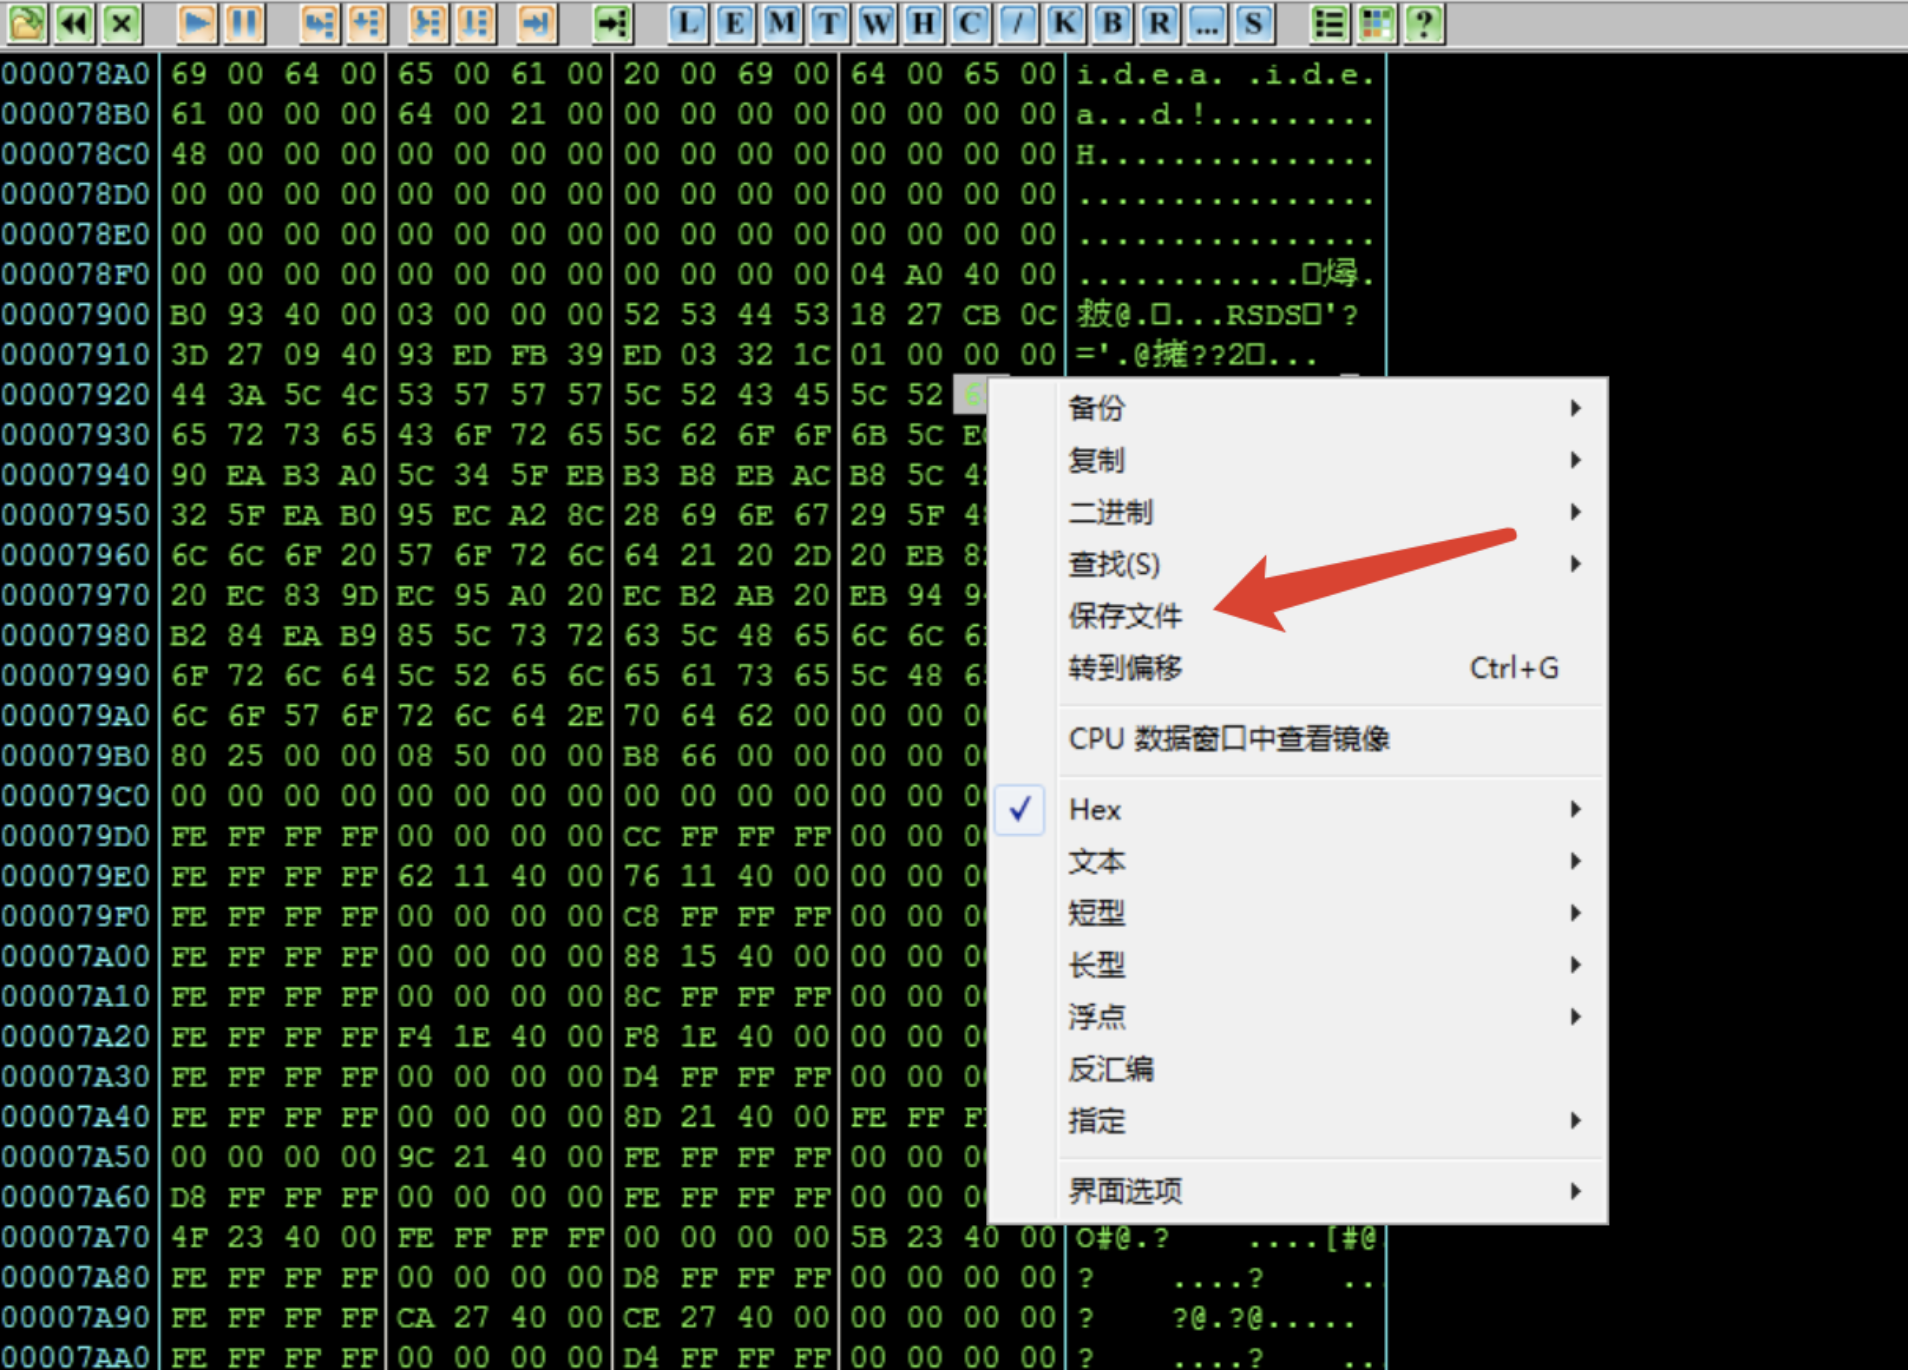 L E M T W H C / K B R ... S ?
000078A0 69 00 64 00 65 00 61 00 20 00 69 00 64 00 65 00 i.d.e.a. .i.d.e.
000078B0 61 00 00 00 64 00 21 00 00 00 00 00 00 00 00 00 a...d.!.........
000078C0 48 00 00 00 00 00 00 00 00 00 00 00 00 00 00 00 H...............
000078D0 00 00 00 00 00 00 00 00 00 00 00 00 00 00 00 00 ................
000078E0 00 00 00 00 00 00 00 00 00 00 00 00 00 00 00 00 ................
000078F0 00 00 00 00 00 00 00 00 00 00 00 00 04 A0 40 00 ............□燖.
00007900 B0 93 40 00 03 00 00 00 52 53 44 53 18 27 CB 0C 皳@.□...RSDS□'?
00007910 3D 27 09 40 93 ED FB 39 ED 03 32 1C 01 00 00 00 ='.@擁??2□...
00007920 44 3A 5C 4C 53 57 57 57 5C 52 43 45 5C 52 6
00007930 65 72 73 65 43 6F 72 65 5C 62 6F 6F 6B 5C E
00007940 90 EA B3 A0 5C 34 5F EB B3 B8 EB AC B8 5C 4
00007950 32 5F EA B0 95 EC A2 8C 28 69 6E 67 29 5F 4
00007960 6C 6C 6F 20 57 6F 72 6C 64 21 20 2D 20 EB 8
00007970 20 EC 83 9D EC 95 A0 20 EC B2 AB 20 EB 94 9
00007980 B2 84 EA B9 85 5C 73 72 63 5C 48 65 6C 6C 6
00007990 6F 72 6C 64 5C 52 65 6C 65 61 73 65 5C 48 6
000079A0 6C 6F 57 6F 72 6C 64 2E 70 64 62 00 00 00 0
000079B0 80 25 00 00 08 50 00 00 B8 66 00 00 00 00 0
000079C0 00 00 00 00 00 00 00 00 00 00 00 00 00 00 0
000079D0 FE FF FF FF 00 00 00 00 CC FF FF FF 00 00 0
000079E0 FE FF FF FF 62 11 40 00 76 11 40 00 00 00 0
000079F0 FE FF FF FF 00 00 00 00 C8 FF FF FF 00 00 0
00007A00 FE FF FF FF 00 00 00 00 88 15 40 00 00 00 0
00007A10 FE FF FF FF 00 00 00 00 8C FF FF FF 00 00 0
00007A20 FE FF FF FF F4 1E 40 00 F8 1E 40 00 00 00 0
00007A30 FE FF FF FF 00 00 00 00 D4 FF FF FF 00 00 0
00007A40 FE FF FF FF 00 00 00 00 8D 21 40 00 FE FF F
00007A50 00 00 00 00 9C 21 40 00 FE FF FF FF 00 00 0
00007A60 D8 FF FF FF 00 00 00 00 FE FF FF FF 00 00 0
00007A70 4F 23 40 00 FE FF FF FF 00 00 00 00 5B 23 40 00 O#@.? ....[#@
00007A80 FE FF FF FF 00 00 00 00 D8 FF FF FF 00 00 00 00 ? ....? ..
00007A90 FE FF FF FF CA 27 40 00 CE 27 40 00 00 00 00 00 ? ?@.?@.....
00007AA0 FE FF FF FF 00 00 00 00 D4 FF FF FF 00 00 00 00 ? ....? ..
备份
复制
二进制
查找(S)
保存文件
转到偏移 Ctrl+G
CPU 数据窗口中查看镜像
Hex
文本
短型
长型
浮点
反汇编
指定
界面选项